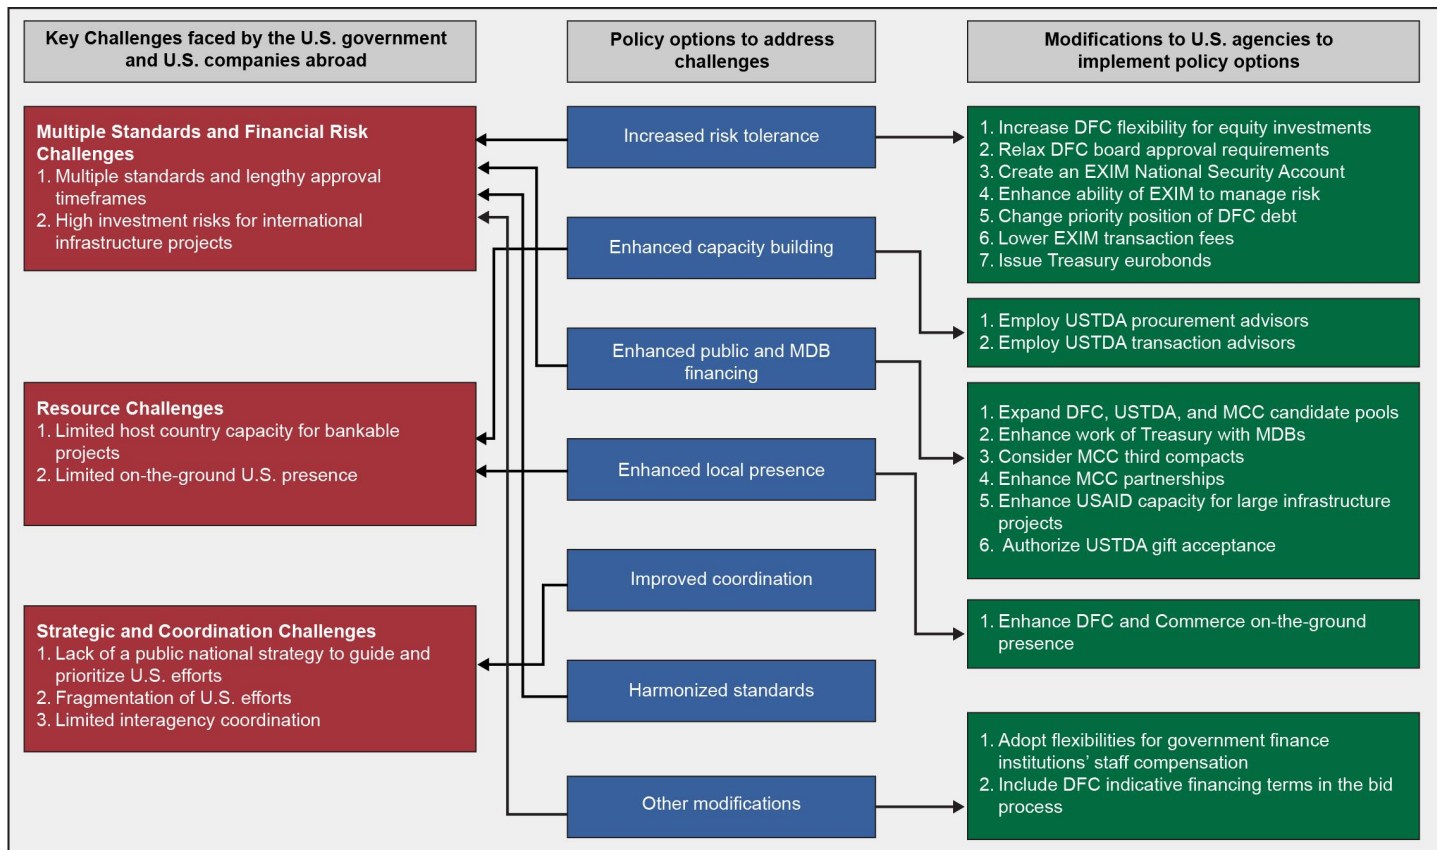 Key Challenges faced by the U.S. government
and U.S. companies abroad
Policy options to address
challenges
Modifications to U.S. agencies to
implement policy options
Multiple Standards and Financial Risk
Challenges
1. Multiple standards and lengthy approval
timeframes
2. High investment risks for international
infrastructure projects
Resource Challenges
1. Limited host country capacity for bankable
projects
2. Limited on-the-ground U.S. presence
Strategic and Coordination Challenges
1. Lack of a public national strategy to guide and
prioritize U.S. efforts
2. Fragmentation of U.S. efforts
3. Limited interagency coordination
Increased risk tolerance
Enhanced capacity building
Enhanced public and MDB
financing
Enhanced local presence
Improved coordination
Harmonized standards
Other modifications
1. Increase DFC flexibility for equity investments
2. Relax DFC board approval requirements
3. Create an EXIM National Security Account
4. Enhance ability of EXIM to manage risk
5. Change priority position of DFC debt
6. Lower EXIM transaction fees
7. Issue Treasury eurobonds
1. Employ USTDA procurement advisors
2. Employ USTDA transaction advisors
1. Expand DFC, USTDA, and MCC candidate pools
2. Enhance work of Treasury with MDBs
3. Consider MCC third compacts
4. Enhance MCC partnerships
5. Enhance USAID capacity for large infrastructure
projects
6. Authorize USTDA gift acceptance
1. Enhance DFC and Commerce on-the-ground
presence
1. Adopt flexibilities for government finance
institutions’ staff compensation
2. Include DFC indicative financing terms in the bid
process